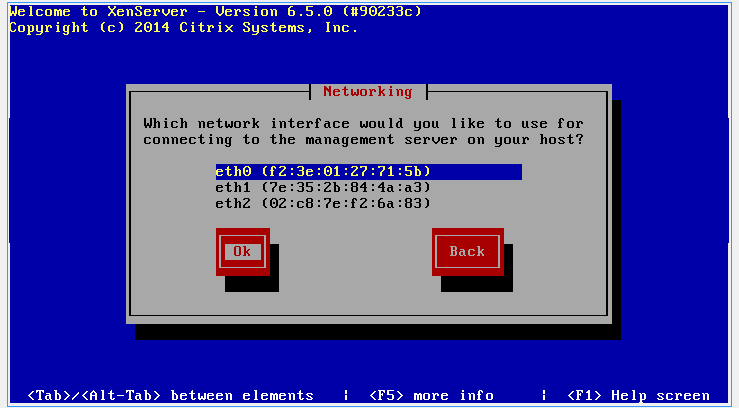 Welcome to XenServer - Version 6.5.0 (#90233c)
Copyright (c) 2014 Citrix Systems, Inc.
Networking
Which network interface would you like to use for
connecting to the management server on your host?
eth0 (f2:3e:01:27:71:5b)
eth1 (7e:35:2b:84:4a:a3)
eth2 (02:c8:7e:f2:6a:83)
Ok Back
<Tab>/<Alt-Tab> between elements | <F5> more info | <F1> Help screen